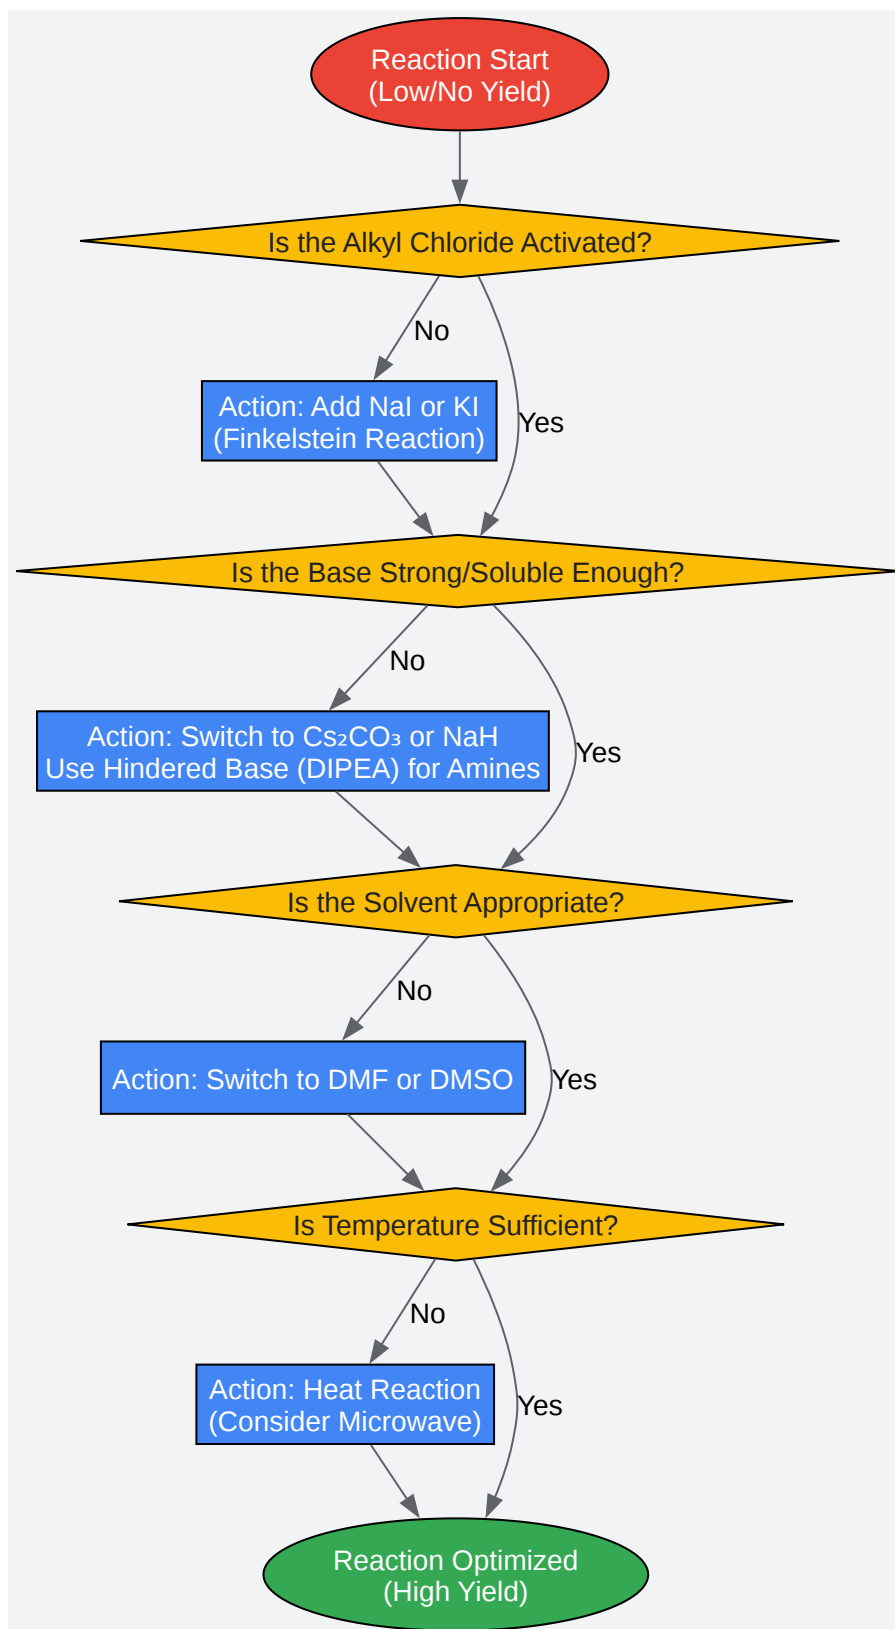 Reaction Start
(Low/No Yield)
Is the Alkyl Chloride Activated?
No
Action: Add NaI or KI
(Finkelstein Reaction)
Yes
Is the Base Strong/Soluble Enough?
No
Action: Switch to Cs₂CO₃ or NaH
Use Hindered Base (DIPEA) for Amines
Yes
Is the Solvent Appropriate?
No
Action: Switch to DMF or DMSO
Yes
Is Temperature Sufficient?
No
Action: Heat Reaction
(Consider Microwave)
Yes
Reaction Optimized
(High Yield)